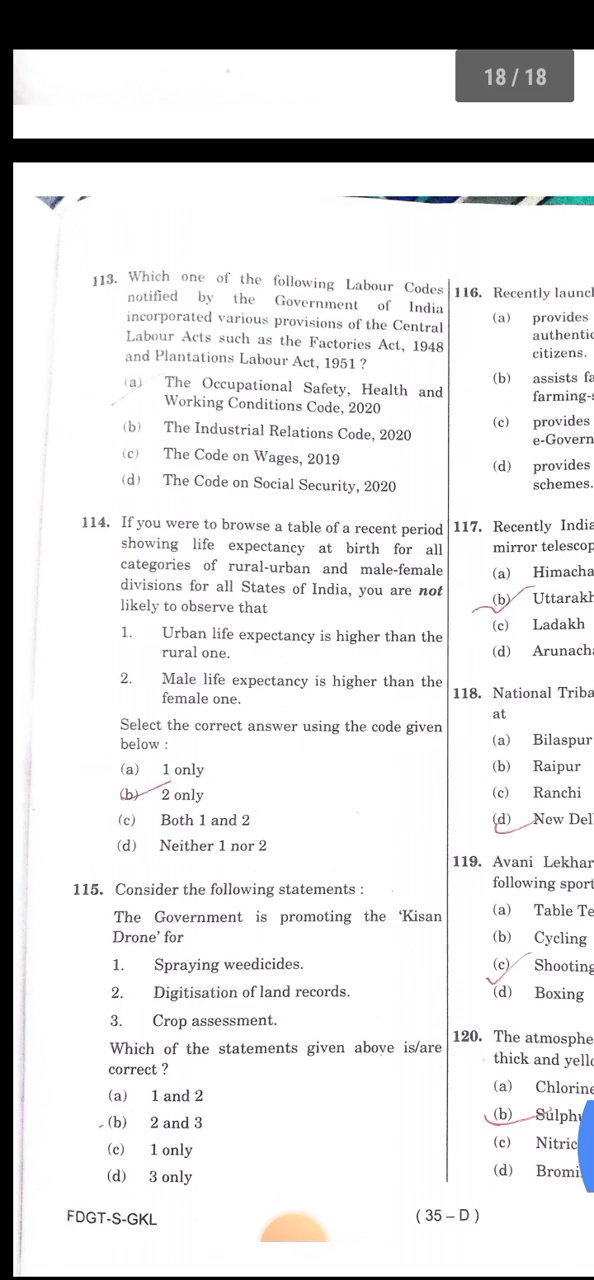 18 / 18
113. Which one of the following Labour Codes
notified by the Government of India
incorporated various provisions of the Central
Labour Acts such as the Factories Act, 1948
and Plantations Labour Act, 1951 ?
(a) The Occupational Safety, Health and
Working Conditions Code, 2020
(b) The Industrial Relations Code, 2020
(c) The Code on Wages, 2019
(d) The Code on Social Security, 2020
114. If you were to browse a table of a recent period
showing life expectancy at birth for all
categories of rural-urban and male-female
divisions for all States of India, you are not
likely to observe that
1. Urban life expectancy is higher than the
rural one.
2. Male life expectancy is higher than the
female one.
Select the correct answer using the code given
below :
(a) 1 only
(b) 2 only
(c) Both 1 and 2
(d) Neither 1 nor 2
115. Consider the following statements :
The Government is promoting the ‘Kisan
Drone’ for
1. Spraying weedicides.
2. Digitisation of land records.
3. Crop assessment.
Which of the statements given above is/are
correct ?
(a) 1 and 2
(b) 2 and 3
(c) 1 only
(d) 3 only
116. Recently launch
(a) provides
authentic
citizens.
(b) assists fa
farming-s
(c) provides
e-Govern
(d) provides
schemes.
117. Recently India
mirror telescop
(a) Himacha
(b) Uttarakh
(c) Ladakh
(d) Arunacha
118. National Triba
at
(a) Bilaspur
(b) Raipur
(c) Ranchi
(d) New Del
119. Avani Lekhar
following sport
(a) Table Te
(b) Cycling
(c) Shooting
(d) Boxing
120. The atmosphe
thick and yello
(a) Chlorine
(b) Sulph
(c) Nitric
(d) Bromi
FDGT-S-GKL
( 35 – D )